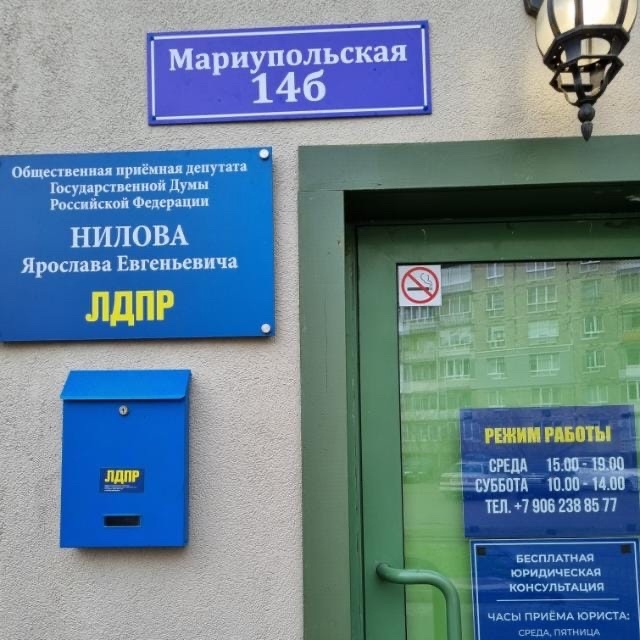 Мариупольская
14б
Общественная приёмная депутата
Государственной Думы
Российской Федерации
НИЛОВА
Ярослава Евгеньевича
ЛДПР
ЛДПР
РЕЖИМ РАБОТЫ
СРЕДА 15.00 - 19.00
СУББОТА 10.00 - 14.00
ТЕЛ. +7 906 238 85 77
БЕСПЛАТНАЯ
ЮРИДИЧЕСКАЯ
КОНСУЛЬТАЦИЯ
ЧАСЫ ПРИЁМА ЮРИСТА:
СРЕДА, ПЯТНИЦА